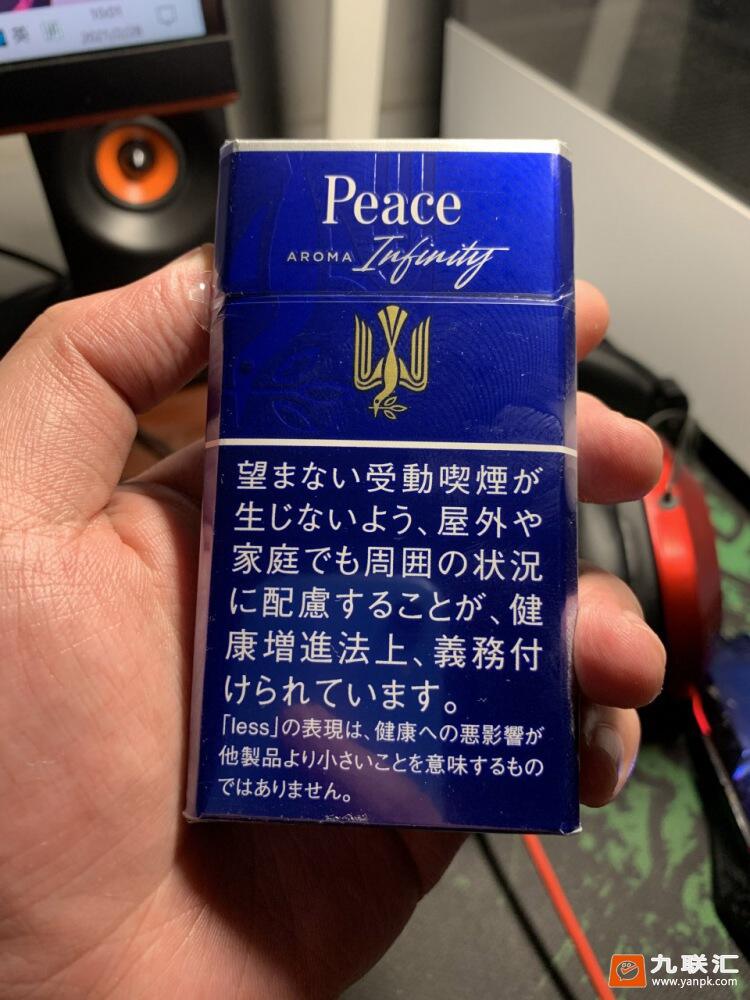 英
Peace
AROMA Infinity
望まない受動喫煙が
生じないよう、屋外や
家庭でも周囲の状況
に配慮することが、健
康増進法上、義務付
けられています。
「less」の表現は、健康への悪影響が
他製品より小さいことを意味するもの
ではありません。
九联汇
www.yanpk.com